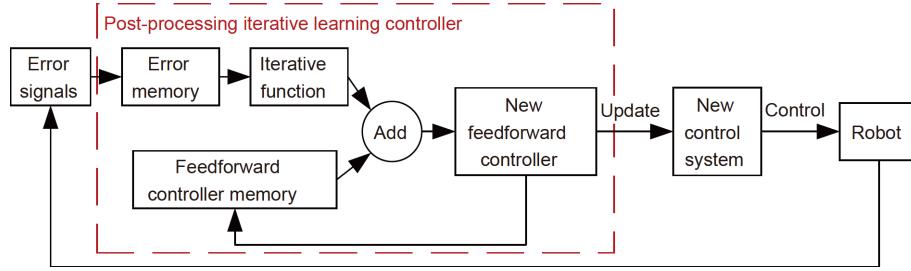 Post-processing iterative learning controller
Error
signals
Error
memory
Iterative
function
Add
Feedforward
controller memory
New
feedforward
controller
Update
New
control
system
Control
Robot